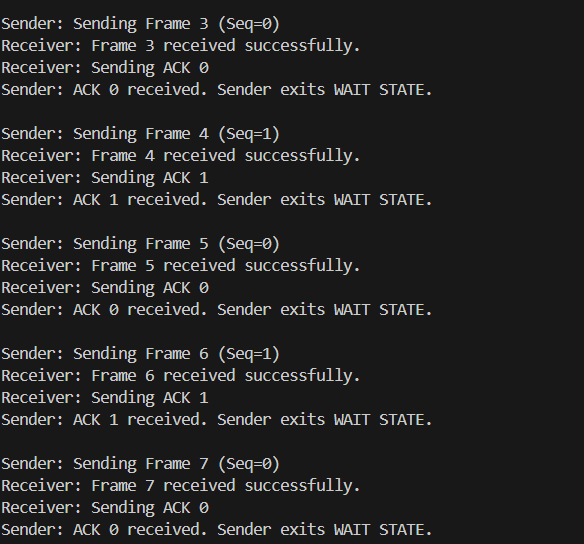 Sender: Sending Frame 3 (Seq=0)
Receiver: Frame 3 received successfully.
Receiver: Sending ACK 0
Sender: ACK 0 received. Sender exits WAIT STATE.
Sender: Sending Frame 4 (Seq=1)
Receiver: Frame 4 received successfully.
Receiver: Sending ACK 1
Sender: ACK 1 received. Sender exits WAIT STATE.
Sender: Sending Frame 5 (Seq=0)
Receiver: Frame 5 received successfully.
Receiver: Sending ACK 0
Sender: ACK 0 received. Sender exits WAIT STATE.
Sender: Sending Frame 6 (Seq=1)
Receiver: Frame 6 received successfully.
Receiver: Sending ACK 1
Sender: ACK 1 received. Sender exits WAIT STATE.
Sender: Sending Frame 7 (Seq=0)
Receiver: Frame 7 received successfully.
Receiver: Sending ACK 0
Sender: ACK 0 received. Sender exits WAIT STATE.